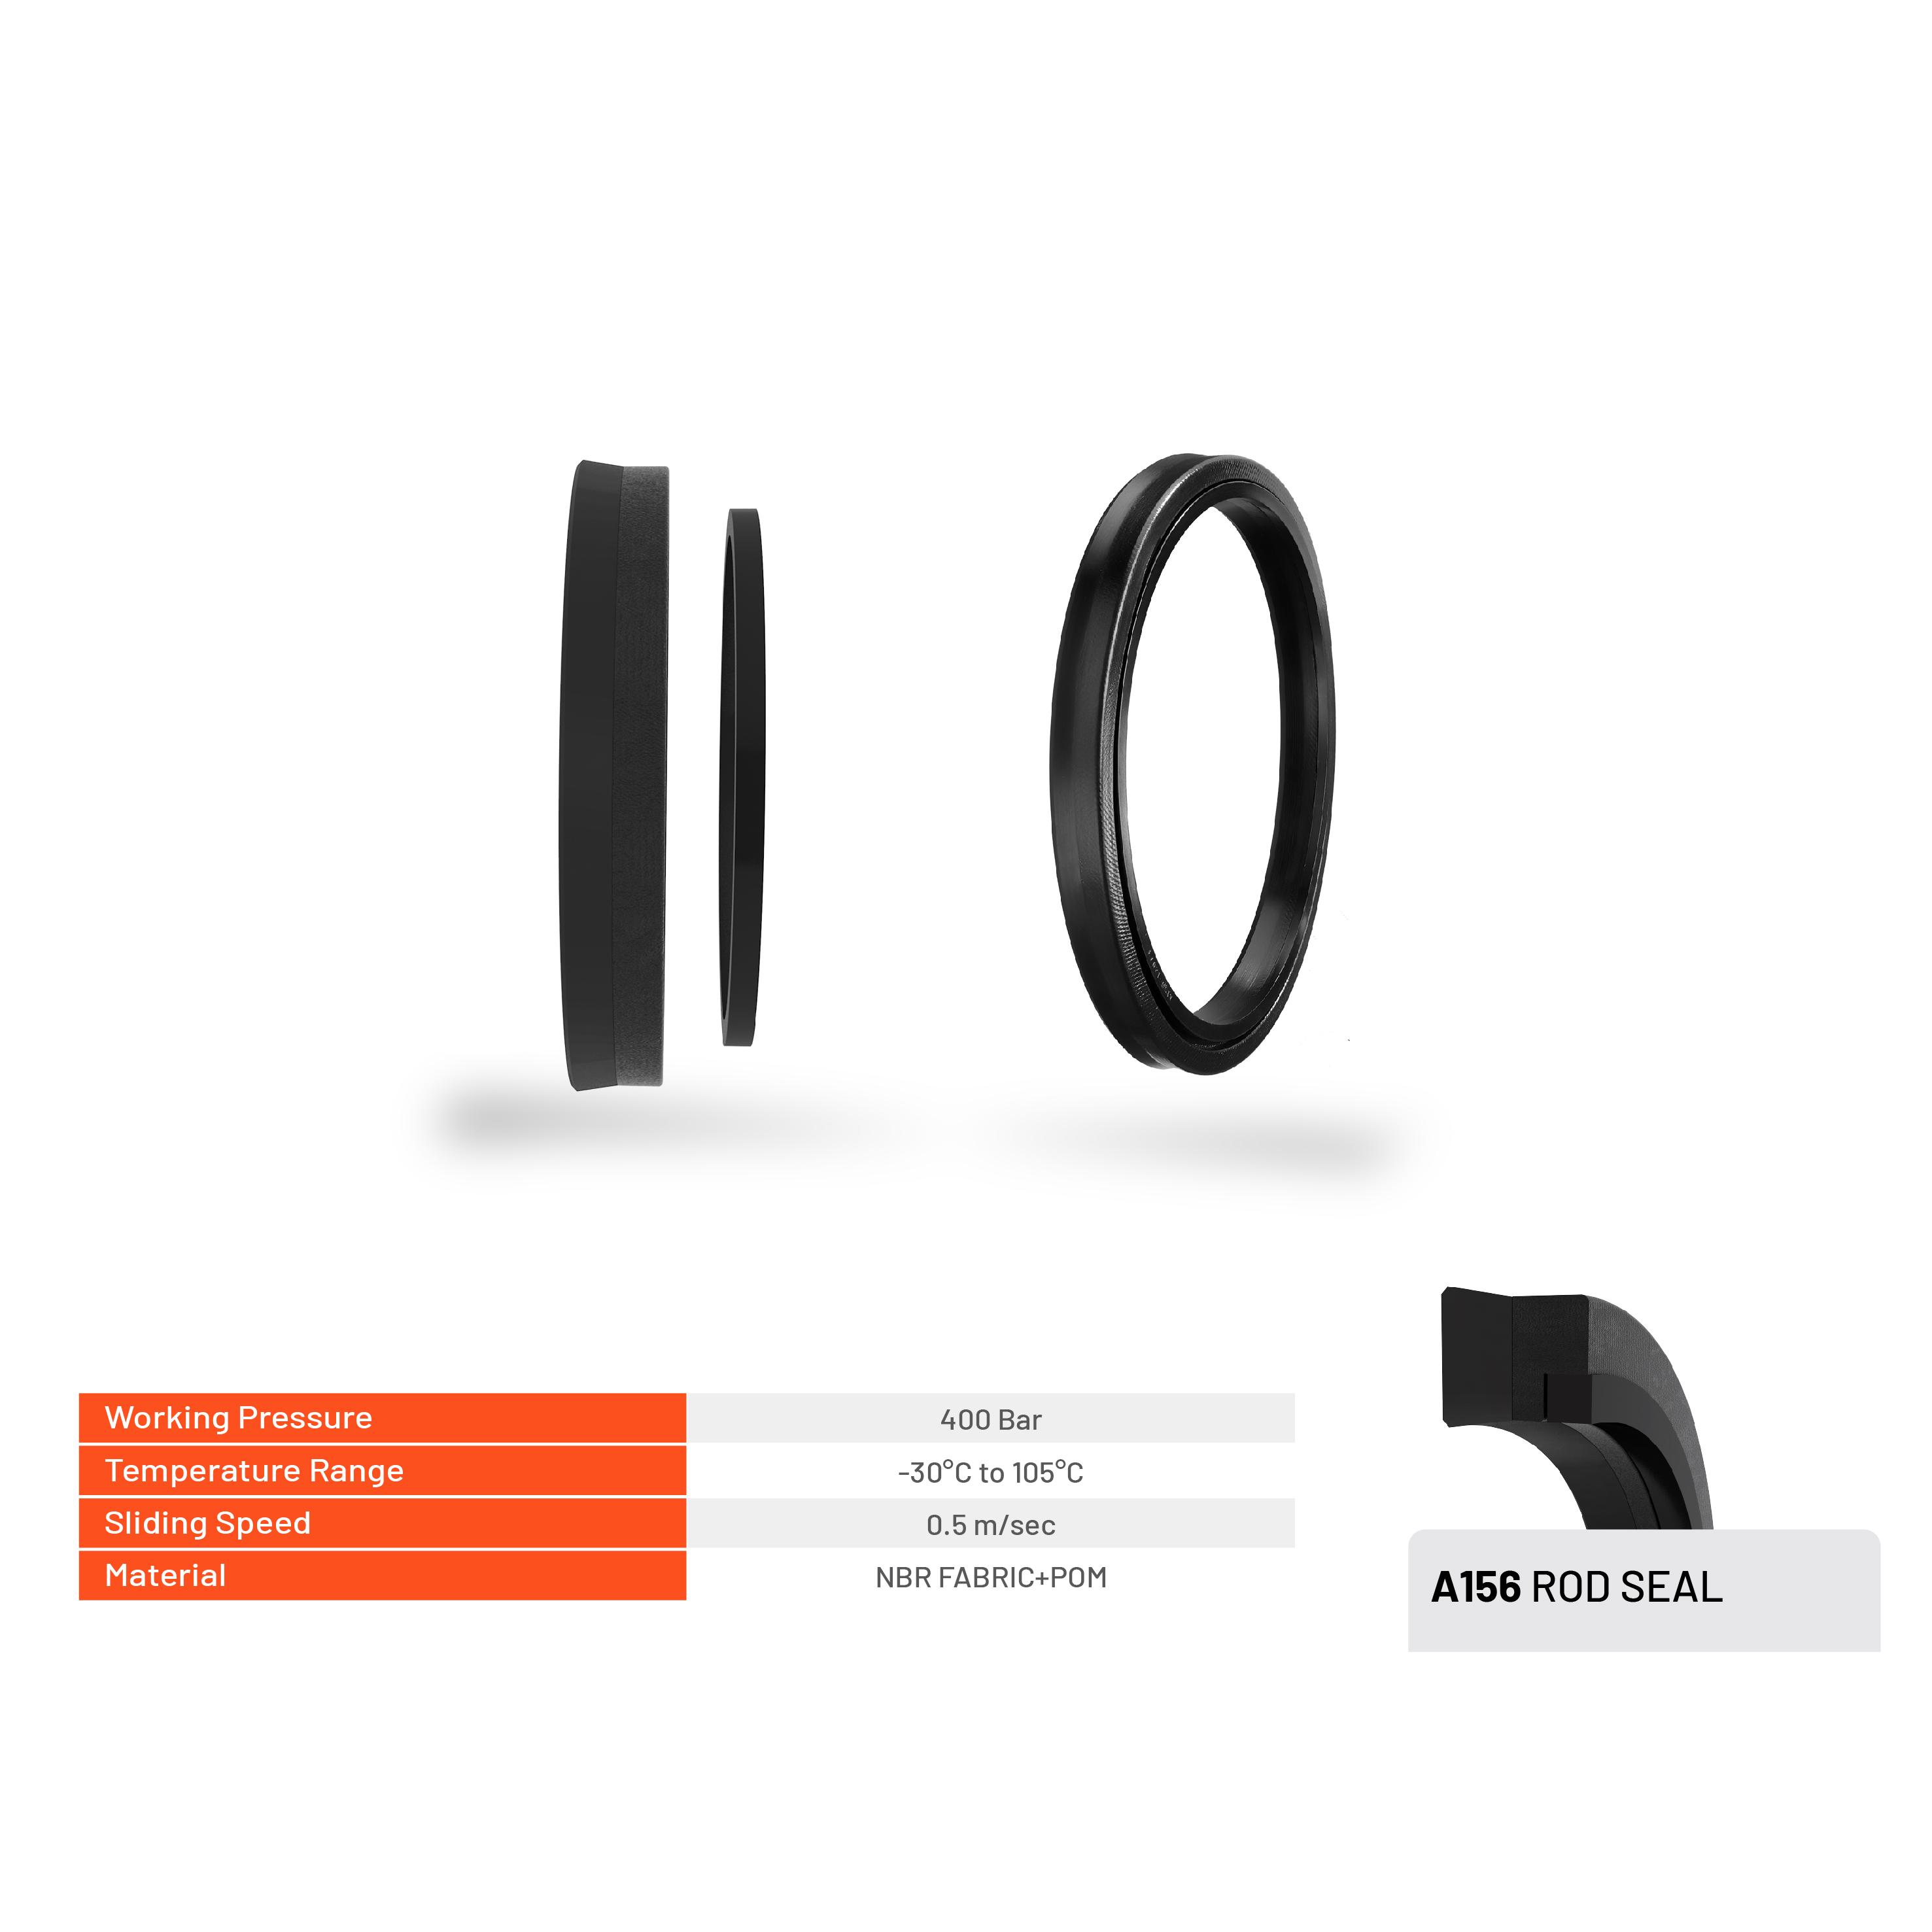 Working Pressure 400 Bar
Temperature Range -30°C to 105°C
Sliding Speed 0.5 m/sec
Material NBR FABRIC+POM
A156 ROD SEAL